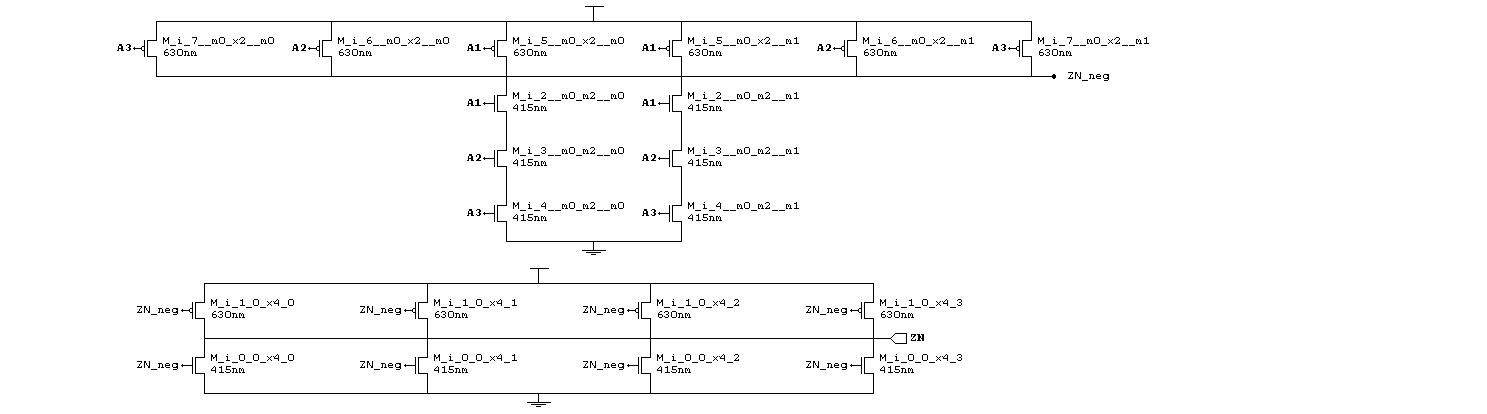 A3 M_i_7__m0_x2__m0 A2 M_i_6__m0_x2__m0 A1 M_i_5__m0_x2__m0 A1 M_i_5__m0_x2__m1 A2 M_i_6__m0_x2__m1 A3 M_i_7__m0_x2__m1
630nm 630nm 630nm 630nm 630nm 630nm
ZN_neg
A1 M_i_2__m0_m2__m0 A1 M_i_2__m0_m2__m1
415nm 415nm
A2 M_i_3__m0_m2__m0 A2 M_i_3__m0_m2__m1
415nm 415nm
A3 M_i_4__m0_m2__m0 A3 M_i_4__m0_m2__m1
415nm 415nm
ZN_neg M_i_1_0_x4_0 ZN_neg M_i_1_0_x4_1 ZN_neg M_i_1_0_x4_2 ZN_neg M_i_1_0_x4_3
630nm 630nm 630nm 630nm
ZN
ZN_neg M_i_0_0_x4_0 ZN_neg M_i_0_0_x4_1 ZN_neg M_i_0_0_x4_2 ZN_neg M_i_0_0_x4_3
415nm 415nm 415nm 415nm